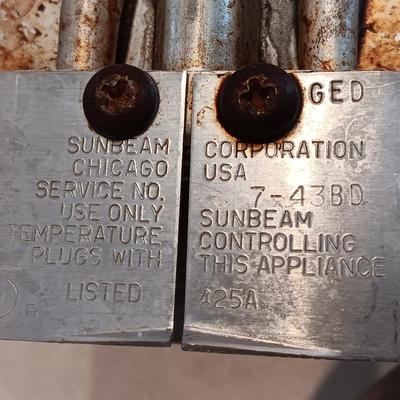 GED
SUNBEAM CORPORATION
CHICAGO USA
SERVICE NO. 7-43BD
USE ONLY SUNBEAM
TEMPERATURE CONTROLLING
PLUGS WITH THIS APPLIANCE
R LISTED 425A